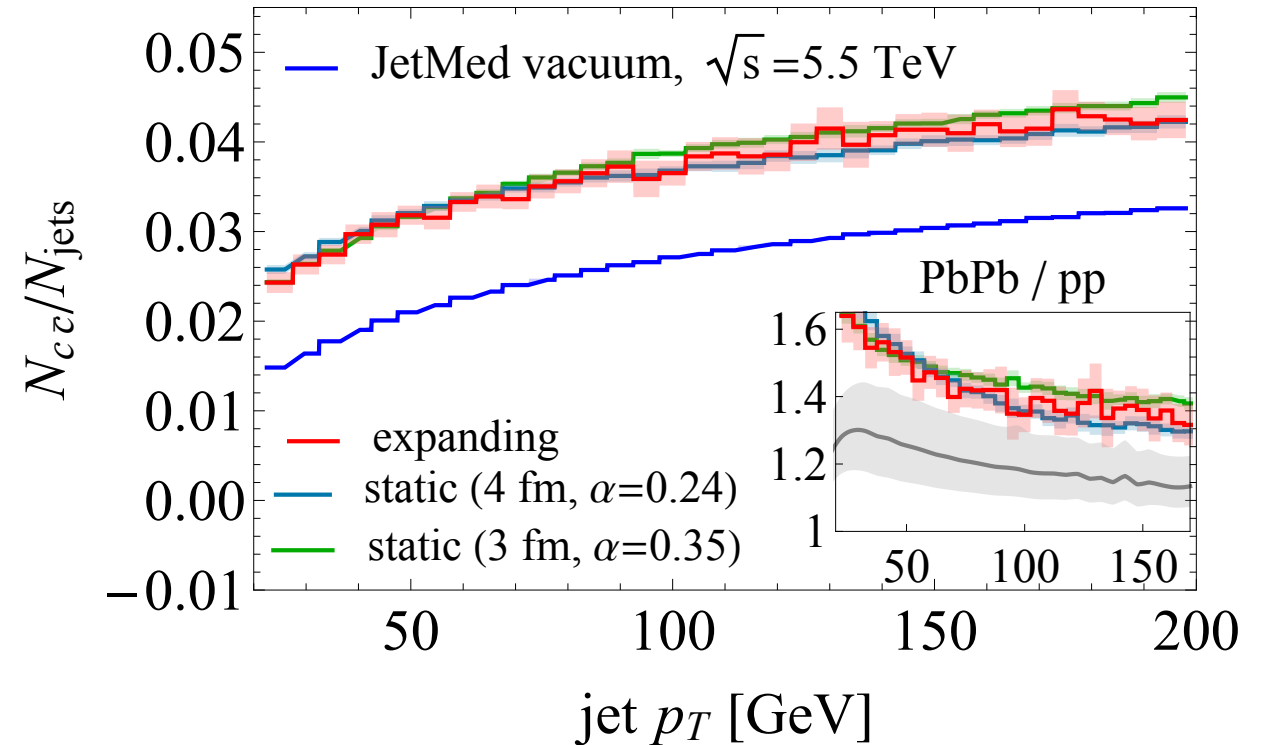 0.05
0.04
0.03
0.02
0.01
0.00
−0.01
N_{c c̄}/N_{jets}
JetMed vacuum, √s =5.5 TeV
expanding
static (4 fm, α=0.24)
static (3 fm, α=0.35)
PbPb / pp
1.6
1.4
1.2
1
50 100 150
50 100 150 200
jet p_T [GeV]